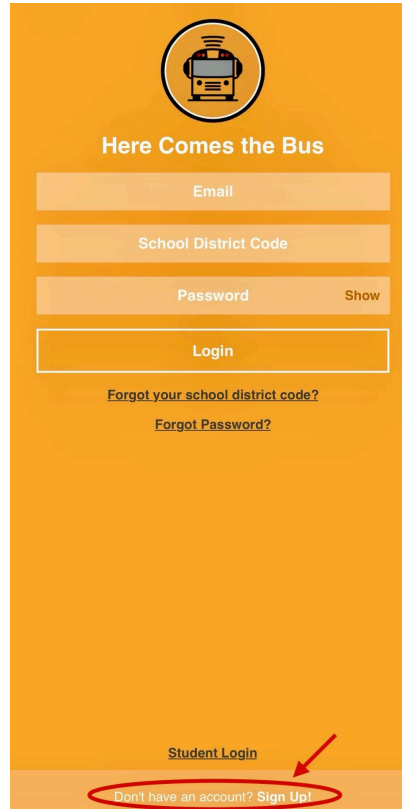 Here Comes the Bus
Email
School District Code
Password Show
Login
Forgot your school district code?
Forgot Password?
Student Login
Don't have an account? Sign Up!